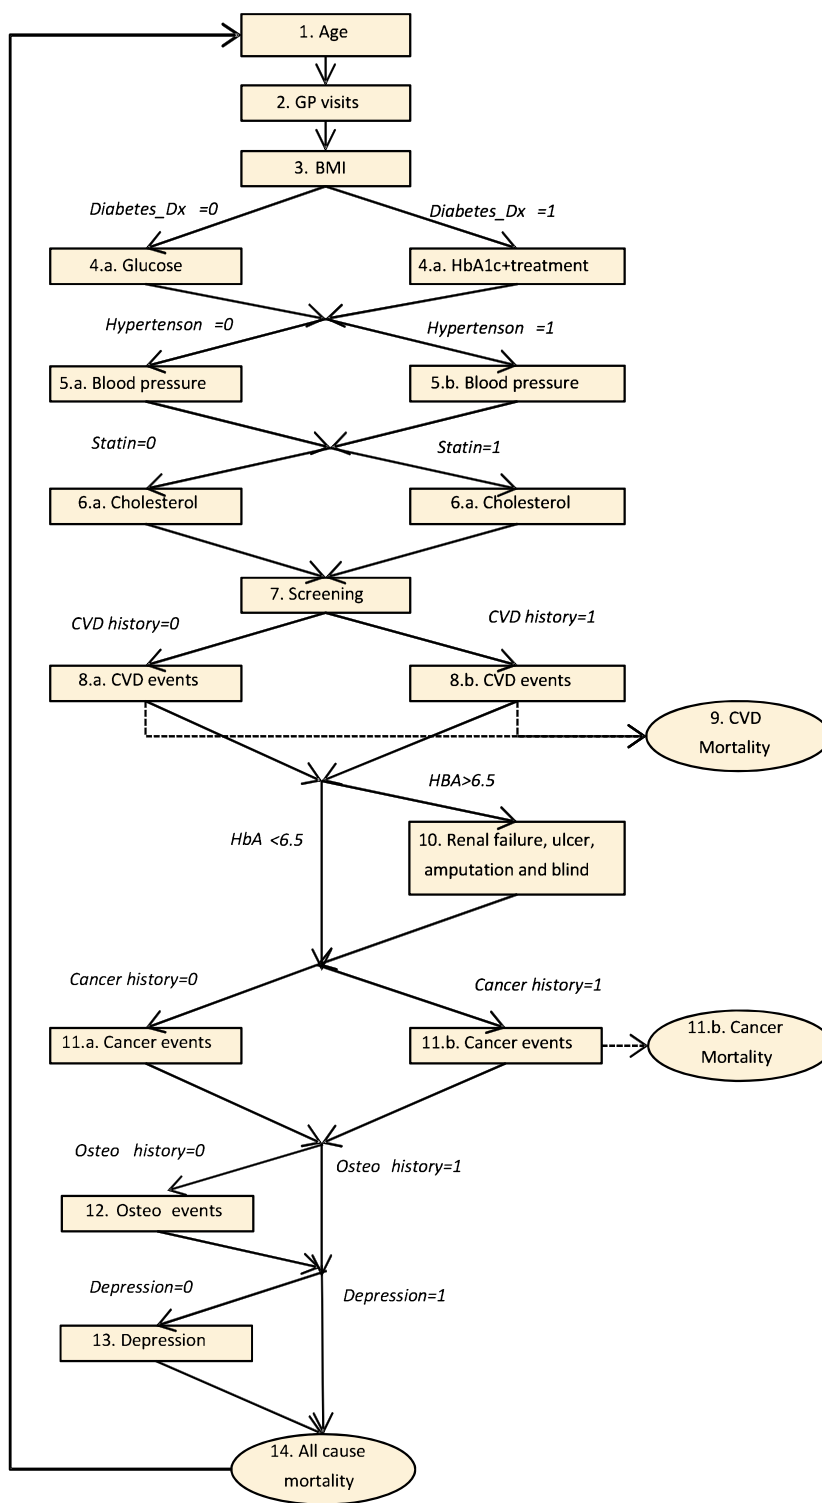 1. Age
2. GP visits
3. BMI
Diabetes_Dx =0
Diabetes_Dx =1
4.a. Glucose
4.a. HbA1c+treatment
Hypertenson =0
Hypertenson =1
5.a. Blood pressure
5.b. Blood pressure
Statin=0
Statin=1
6.a. Cholesterol
6.a. Cholesterol
7. Screening
CVD history=0
CVD history=1
8.a. CVD events
8.b. CVD events
9. CVD
Mortality
HBA>6.5
HbA <6.5
10. Renal failure, ulcer,
amputation and blind
Cancer history=0
Cancer history=1
11.a. Cancer events
11.b. Cancer events
11.b. Cancer
Mortality
Osteo history=0
Osteo history=1
12. Osteo events
Depression=0
Depression=1
13. Depression
14. All cause
mortality